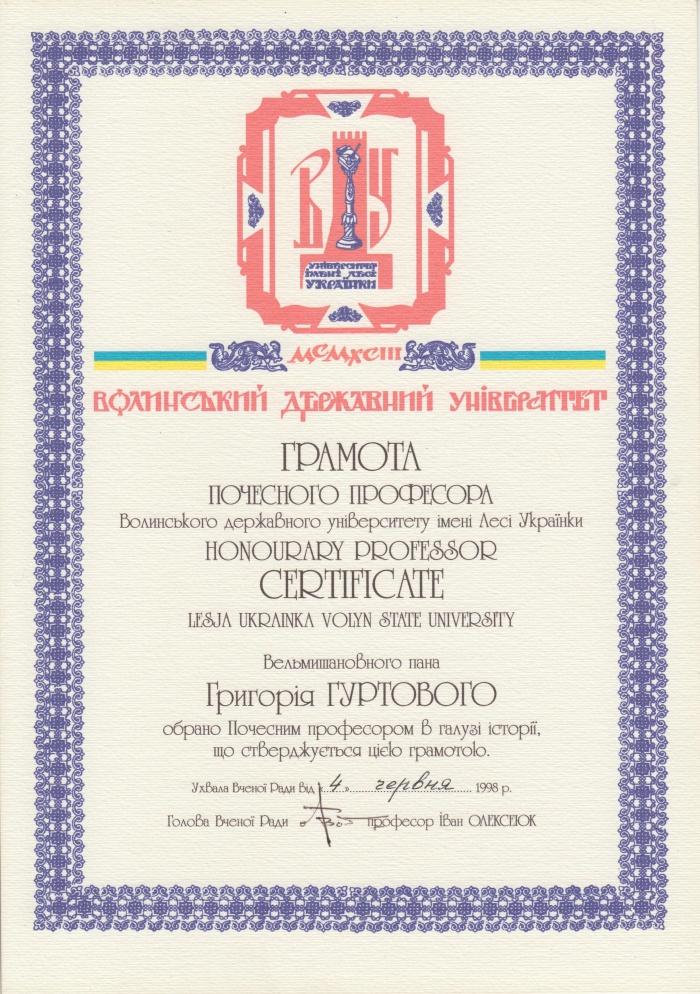 ВУ
УНІВЕРСИТЕТ
ІМЕНІ ЛЕСІ
УКРАЇНКИ
MCMXCIII
ВОЛИНСЬКИЙ ДЕРЖАВНИЙ УНІВЕРСИТЕТ
ГРАМОТА
ПОЧЕСНОГО ПРОФЕСОРА
Волинського державного університету імені Лесі Українки
HONOURARY PROFESSOR
CERTIFICATE
LESJA UKRAINKA VOLYN STATE UNIVERSITY
Вельмишановного пана
Григорія ГУРТОВОГО
обрано Почесним професором в галузі історії,
що стверджується цією грамотою.
Ухвала Вченої Ради від «4» червня 1998 р.
Голова Вченої Ради професор Іван ОЛЕКСЕЮК